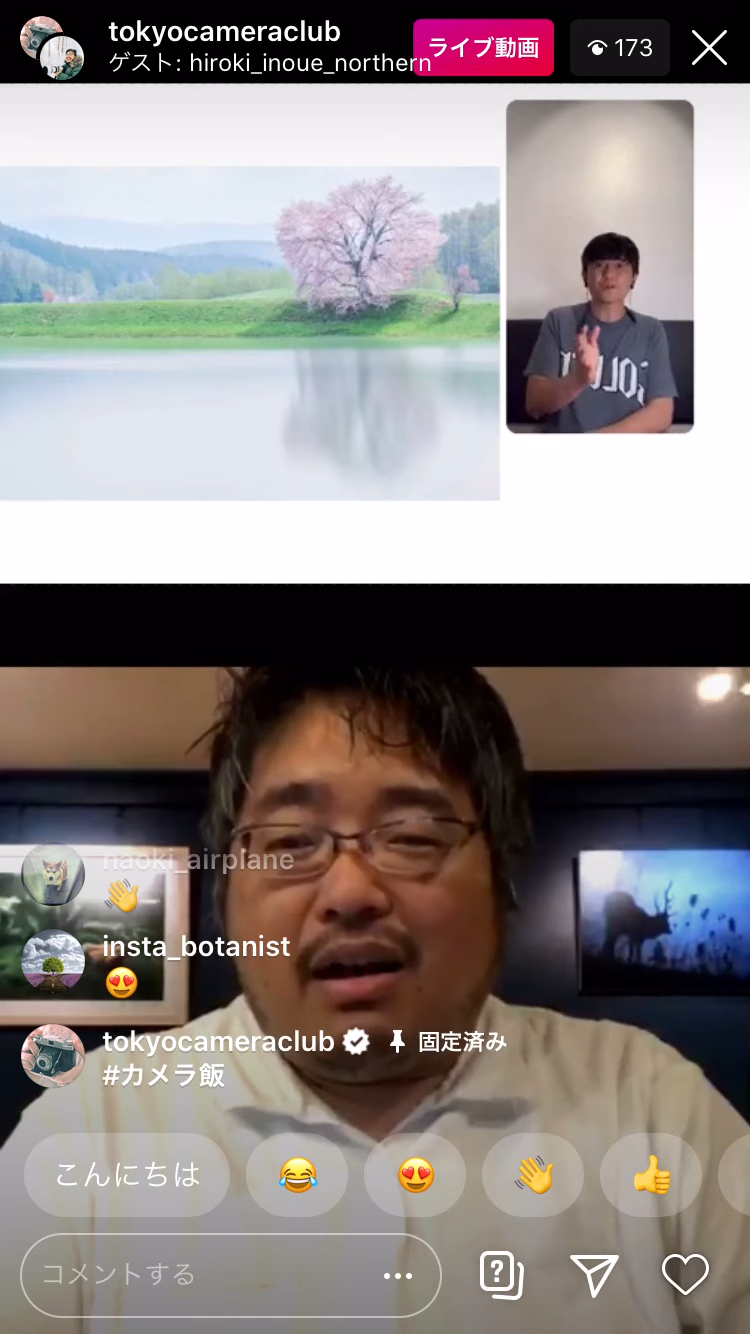 tokyocameraclub
ゲスト: hiroki_inoue_northern
ライブ動画
173
naoki_airplane
👋
insta_botanist
😍
tokyocameraclub 固定済み
#カメラ飯
こんにちは 😂 😍 👋 👍
コメントする